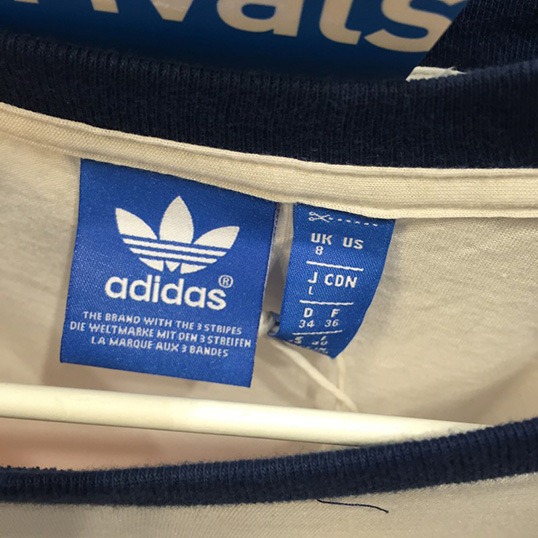 adidas®
THE BRAND WITH THE 3 STRIPES
DIE WELTMARKE MIT DEN 3 STREIFEN
LA MARQUE AUX 3 BANDES
UK US
8
J CDN
L
D F
34 36